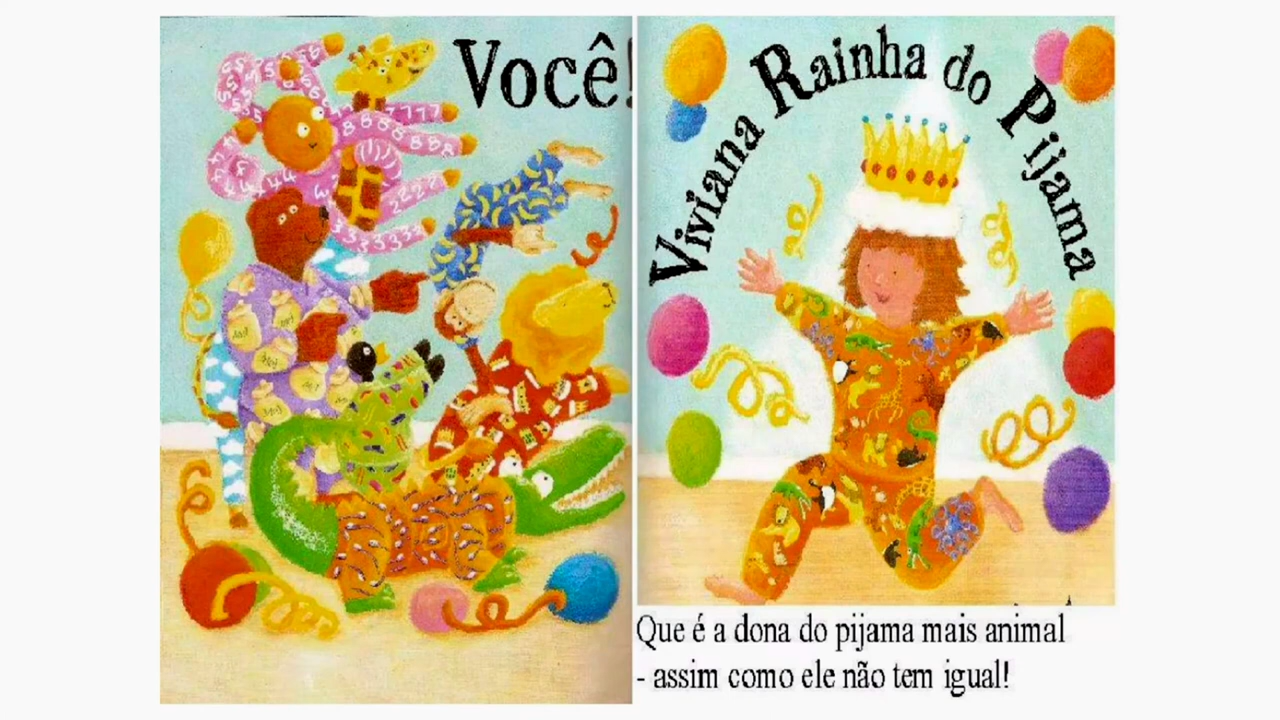 Você!
Viviana Rainha do Pijama
Que é a dona do pijama mais animal
- assim como ele não tem igual!